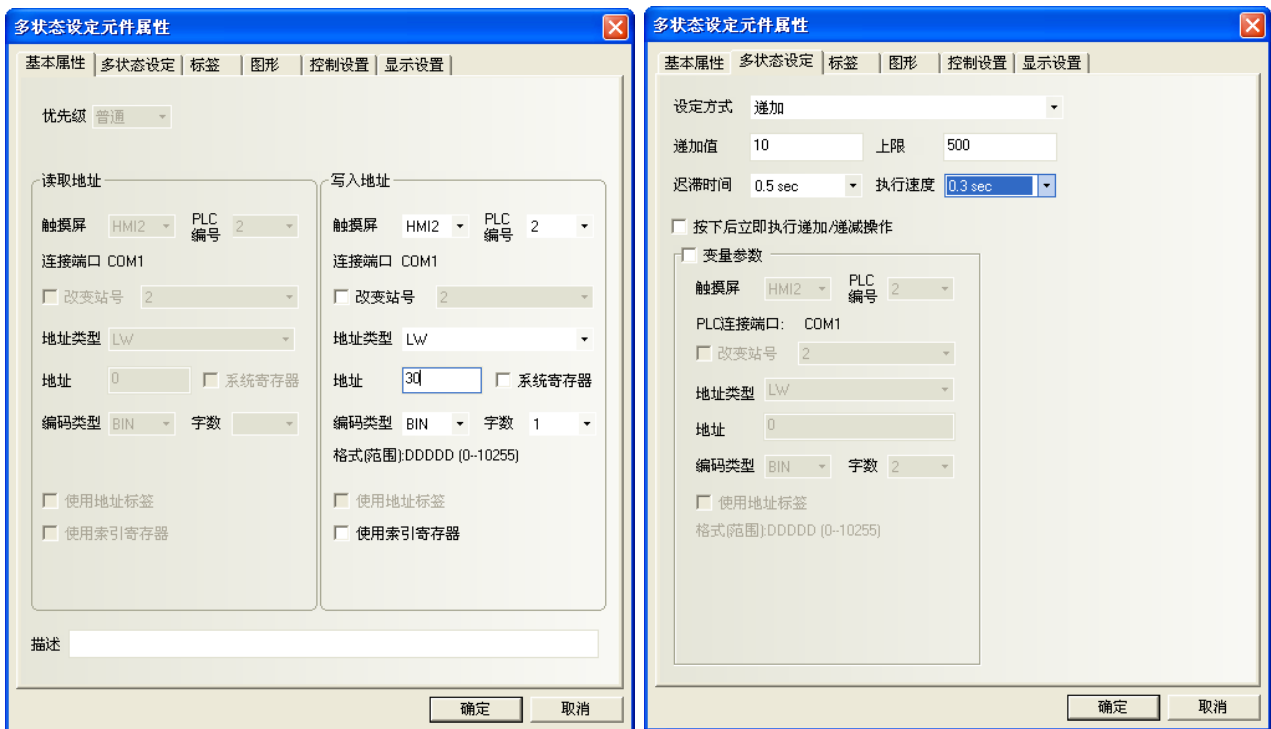 多状态设定元件属性
基本属性 多状态设定 标签 图形 控制设置 显示设置
优先级 普通
读取地址
触摸屏 HMI2 PLC编号 2
连接端口 COM1
改变站号 2
地址类型 LW
地址 0 系统寄存器
编码类型 BIN 字数
使用地址标签
使用索引寄存器
写入地址
触摸屏 HMI2 PLC编号 2
连接端口 COM1
改变站号 2
地址类型 LW
地址 30 系统寄存器
编码类型 BIN 字数 1
格式(范围):DDDDD (0--10255)
使用地址标签
使用索引寄存器
描述
确定 取消
多状态设定元件属性
基本属性 多状态设定 标签 图形 控制设置 显示设置
设定方式 递加
递加值 10 上限 500
迟滞时间 0.5 sec 执行速度 0.3 sec
按下后立即执行递加/递减操作
变量参数
触摸屏 HMI2 PLC编号 2
PLC连接端口: COM1
改变站号 2
地址类型 LW
地址 0
编码类型 BIN 字数 2
使用地址标签
格式(范围):DDDDD (0--10255)
确定 取消